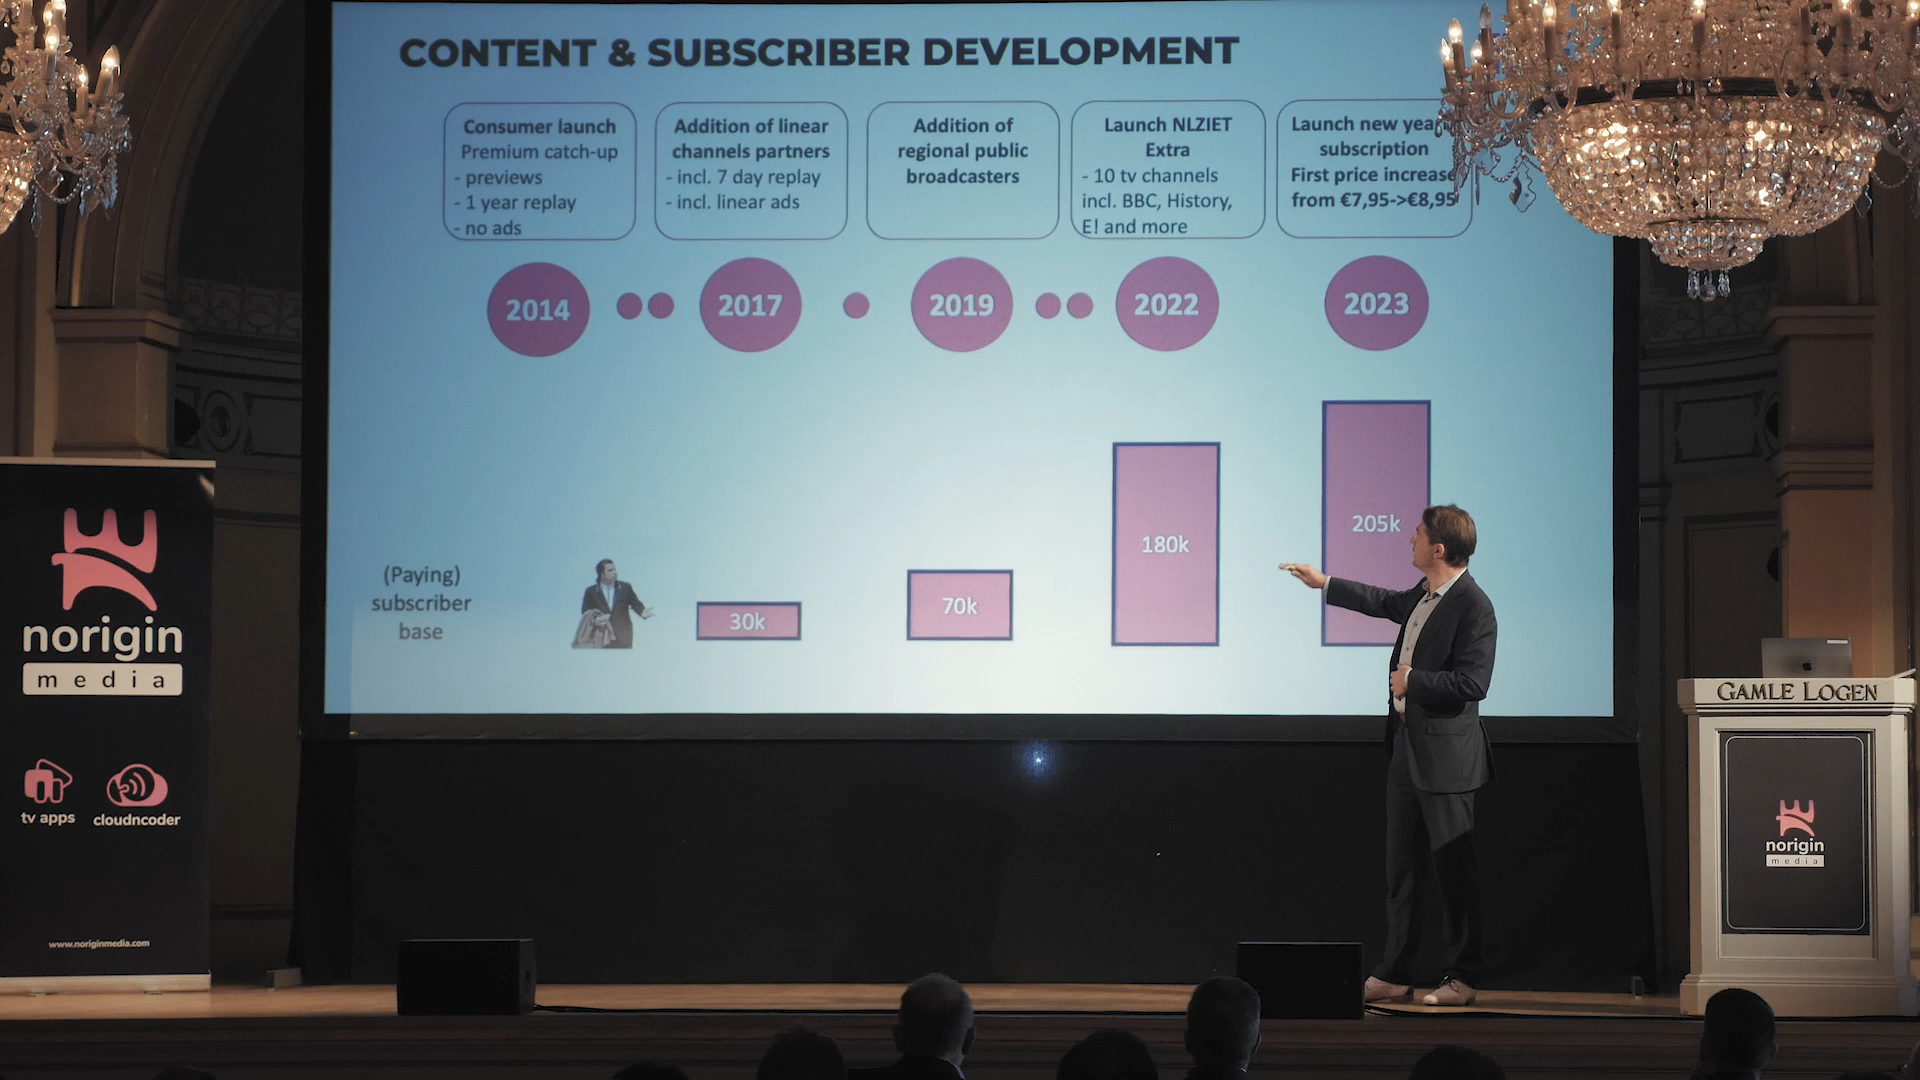 CONTENT & SUBSCRIBER DEVELOPMENT
Consumer launch
Premium catch-up
- previews
- 1 year replay
- no ads
Addition of linear
channels partners
- incl. 7 day replay
- incl. linear ads
Addition of
regional public
broadcasters
Launch NLZIET
Extra
- 10 tv channels
incl. BBC, History,
E! and more
Launch new year
subscription
First price increase
from €7,95->€8,95
2014
2017
2019
2022
2023
(Paying)
subscriber
base
30k
70k
180k
205k
norigin
media
tv apps
cloudncoder
www.noriginmedia.com
GAMLE LOGEN
norigin
media